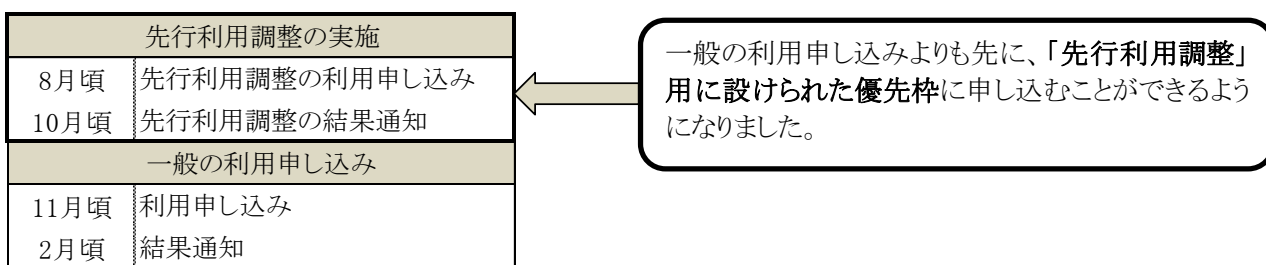 先行利用調整の実施
8月頃 先行利用調整の利用申し込み
10月頃 先行利用調整の結果通知
一般の利用申し込み
11月頃 利用申し込み
2月頃 結果通知
一般の利用申し込みよりも先に、「先行利用調整」
用に設けられた優先枠に申し込むことができるよう
になりました。